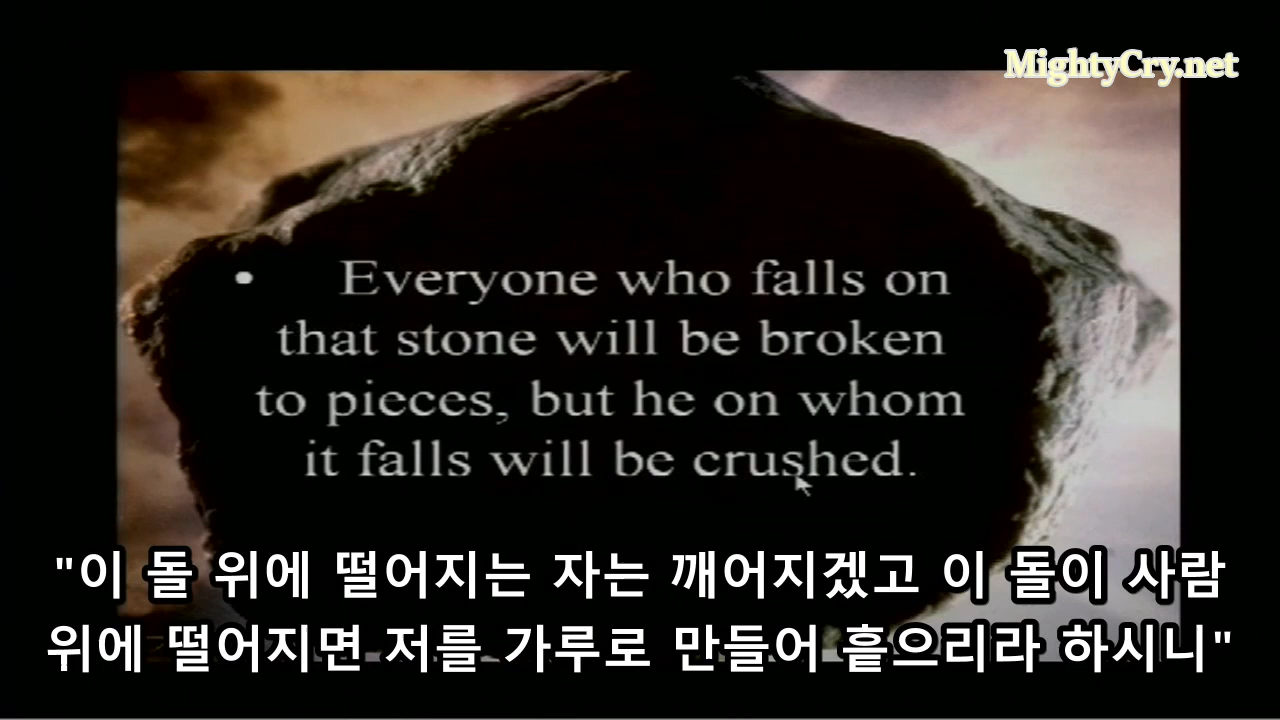 MightyCry.net
• Everyone who falls on
that stone will be broken
to pieces, but he on whom
it falls will be crushed.
"이 돌 위에 떨어지는 자는 깨어지겠고 이 돌이 사람
위에 떨어지면 저를 가루로 만들어 흩으리라 하시니"